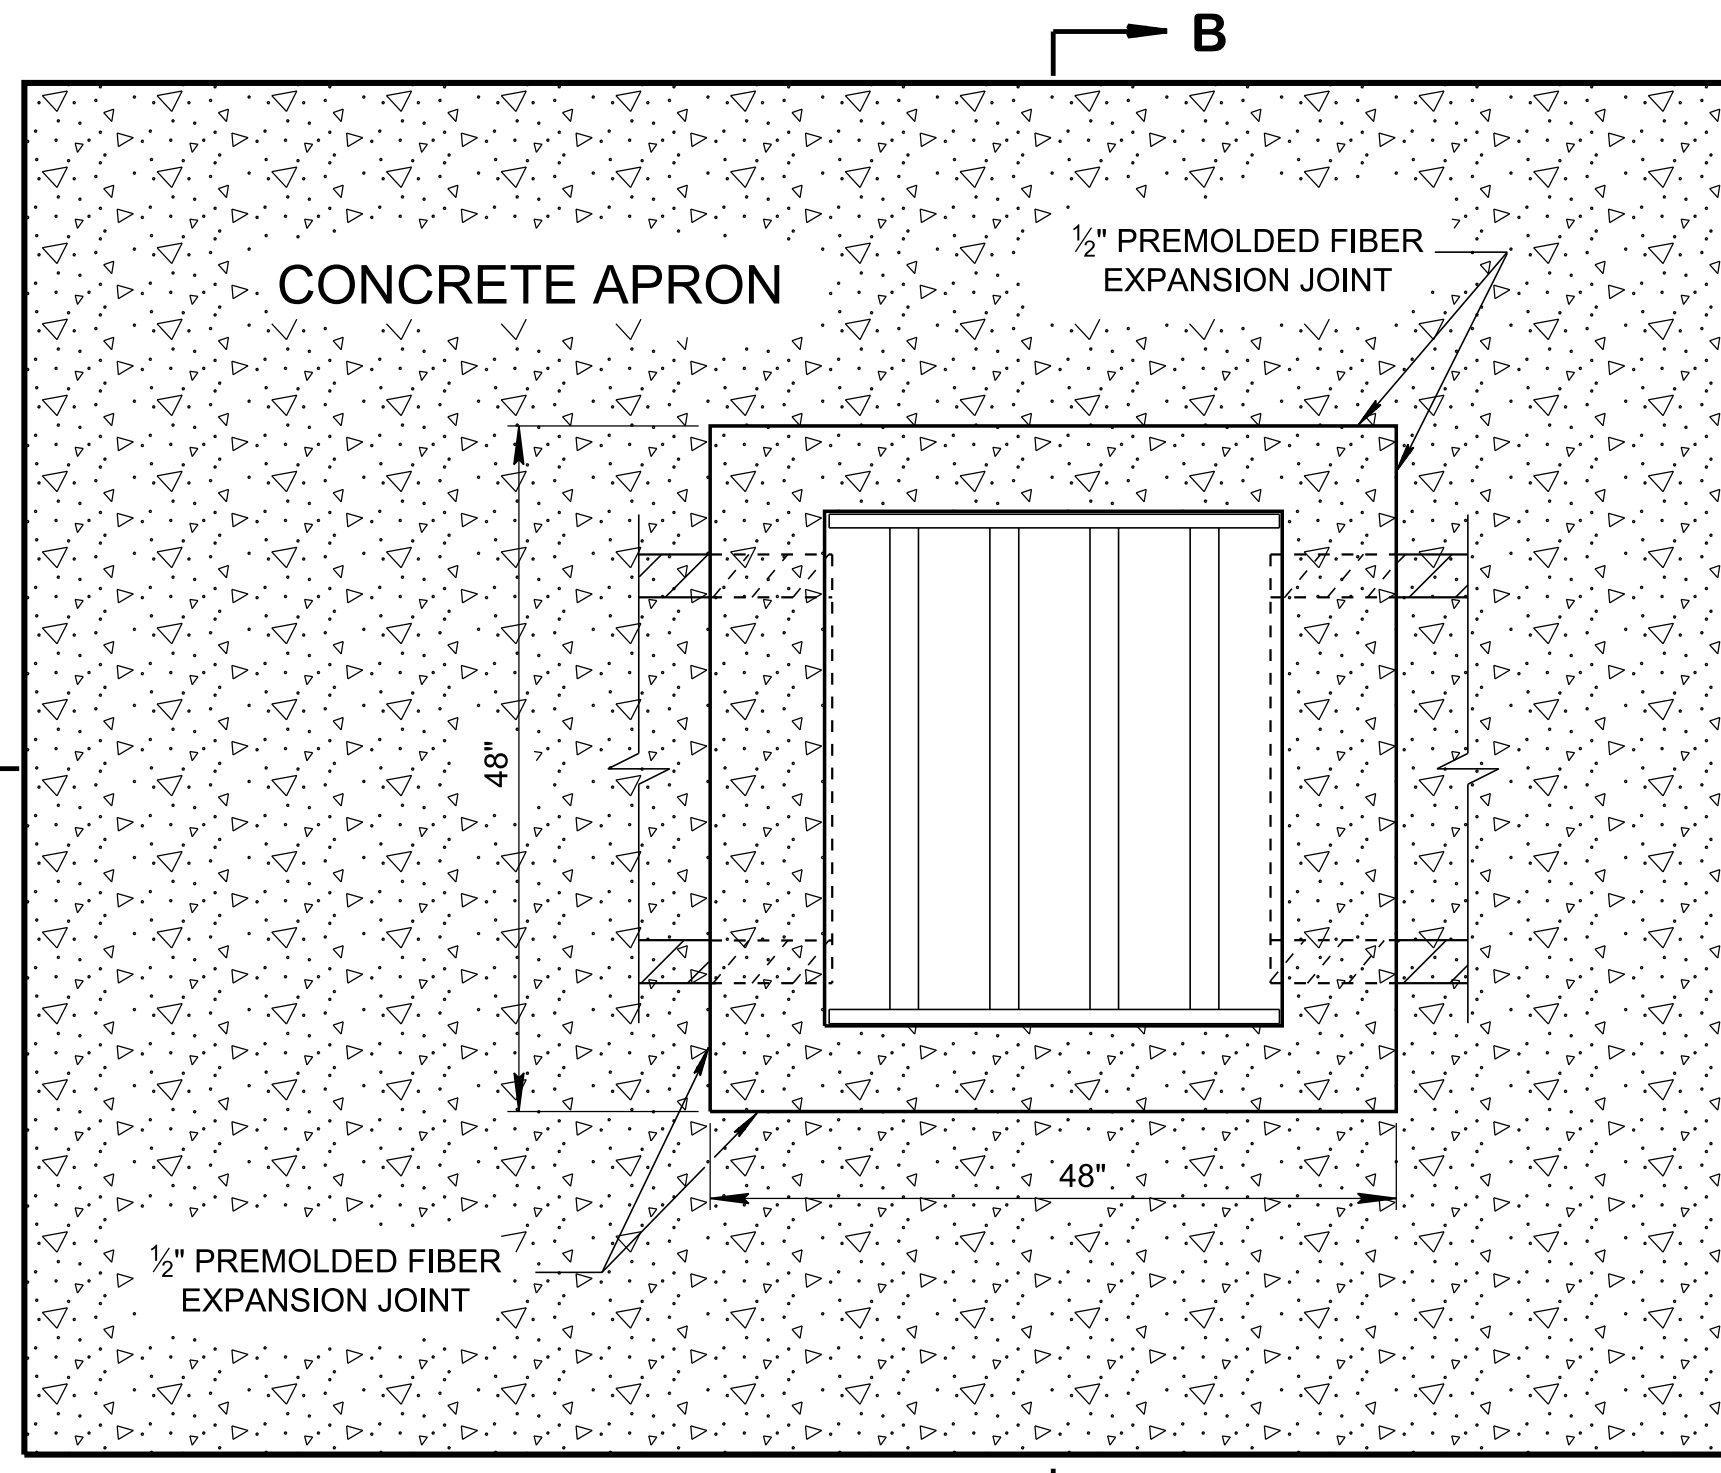 B
½" PREMOLDED FIBER
EXPANSION JOINT
CONCRETE APRON
48"
48"
½" PREMOLDED FIBER
EXPANSION JOINT